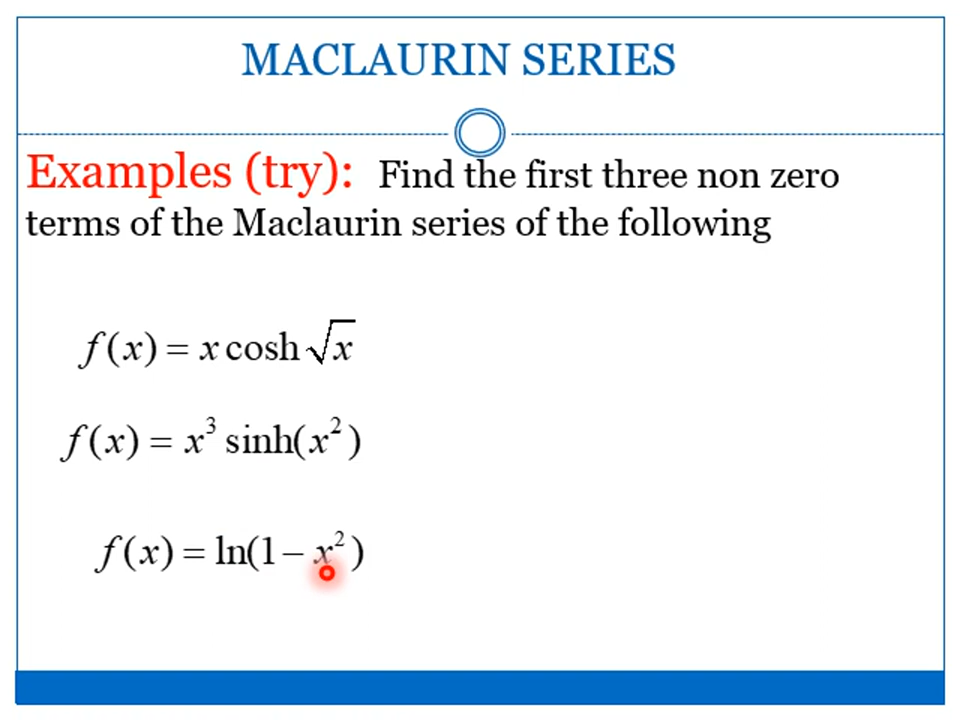 MACLAURIN SERIES
Examples (try): Find the first three non zero
terms of the Maclaurin series of the following
f(x) = x cosh √x
f(x) = x³ sinh(x²)
f(x) = ln(1 − x²)